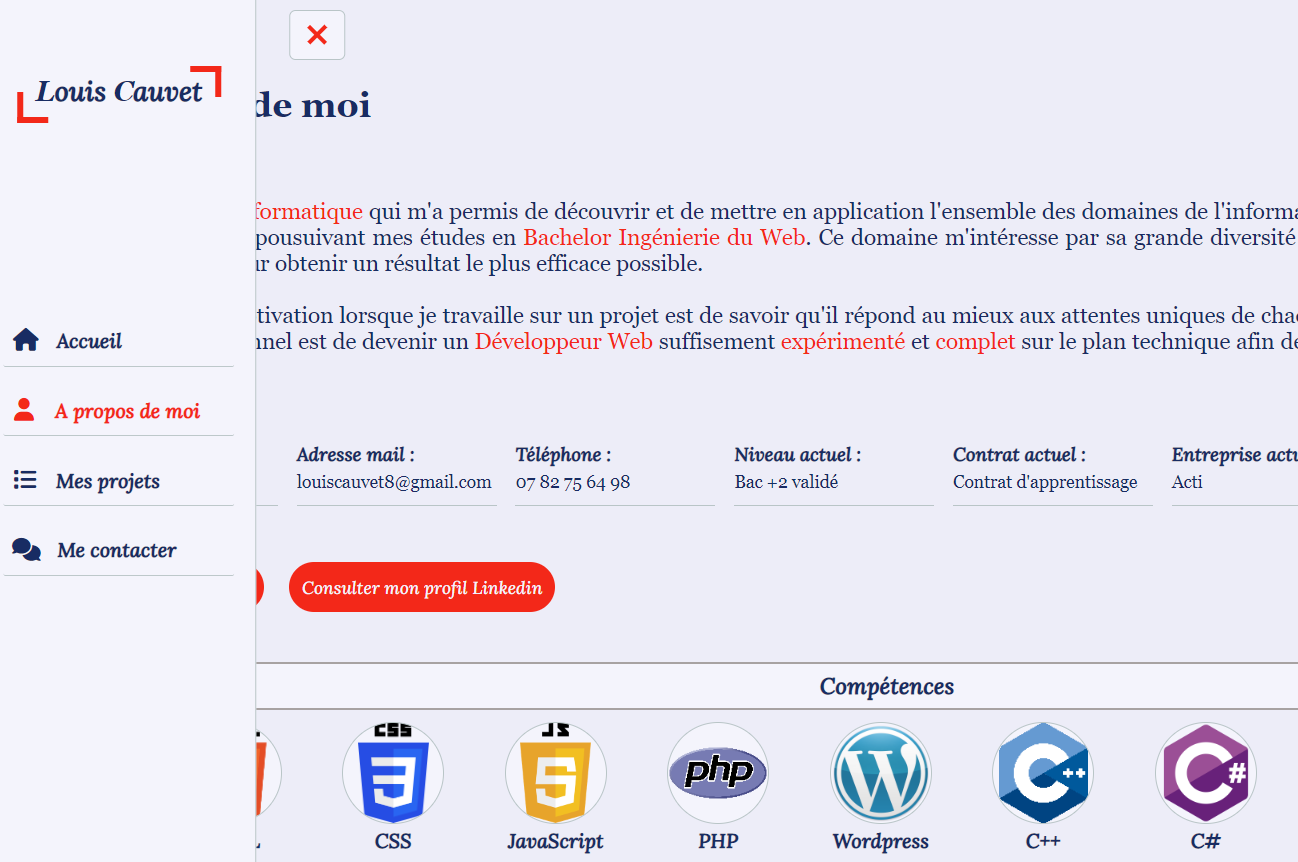 Louis Cauvet
Accueil
A propos de moi
Mes projets
Me contacter
de moi
formatique qui m'a permis de découvrir et de mettre en application l'ensemble des domaines de l'informa
pousuivant mes études en Bachelor Ingénierie du Web. Ce domaine m'intéresse par sa grande diversité
ur obtenir un résultat le plus efficace possible.
tivation lorsque je travaille sur un projet est de savoir qu'il répond au mieux aux attentes uniques de chac
nnel est de devenir un Développeur Web suffisement expérimenté et complet sur le plan technique afin de
Adresse mail : Téléphone : Niveau actuel : Contrat actuel : Entreprise actu
louiscauvet8@gmail.com 07 82 75 64 98 Bac +2 validé Contrat d'apprentissage Acti
Consulter mon profil Linkedin
Compétences
CSS JS php W C++ C#
L CSS JavaScript PHP Wordpress C++ C#